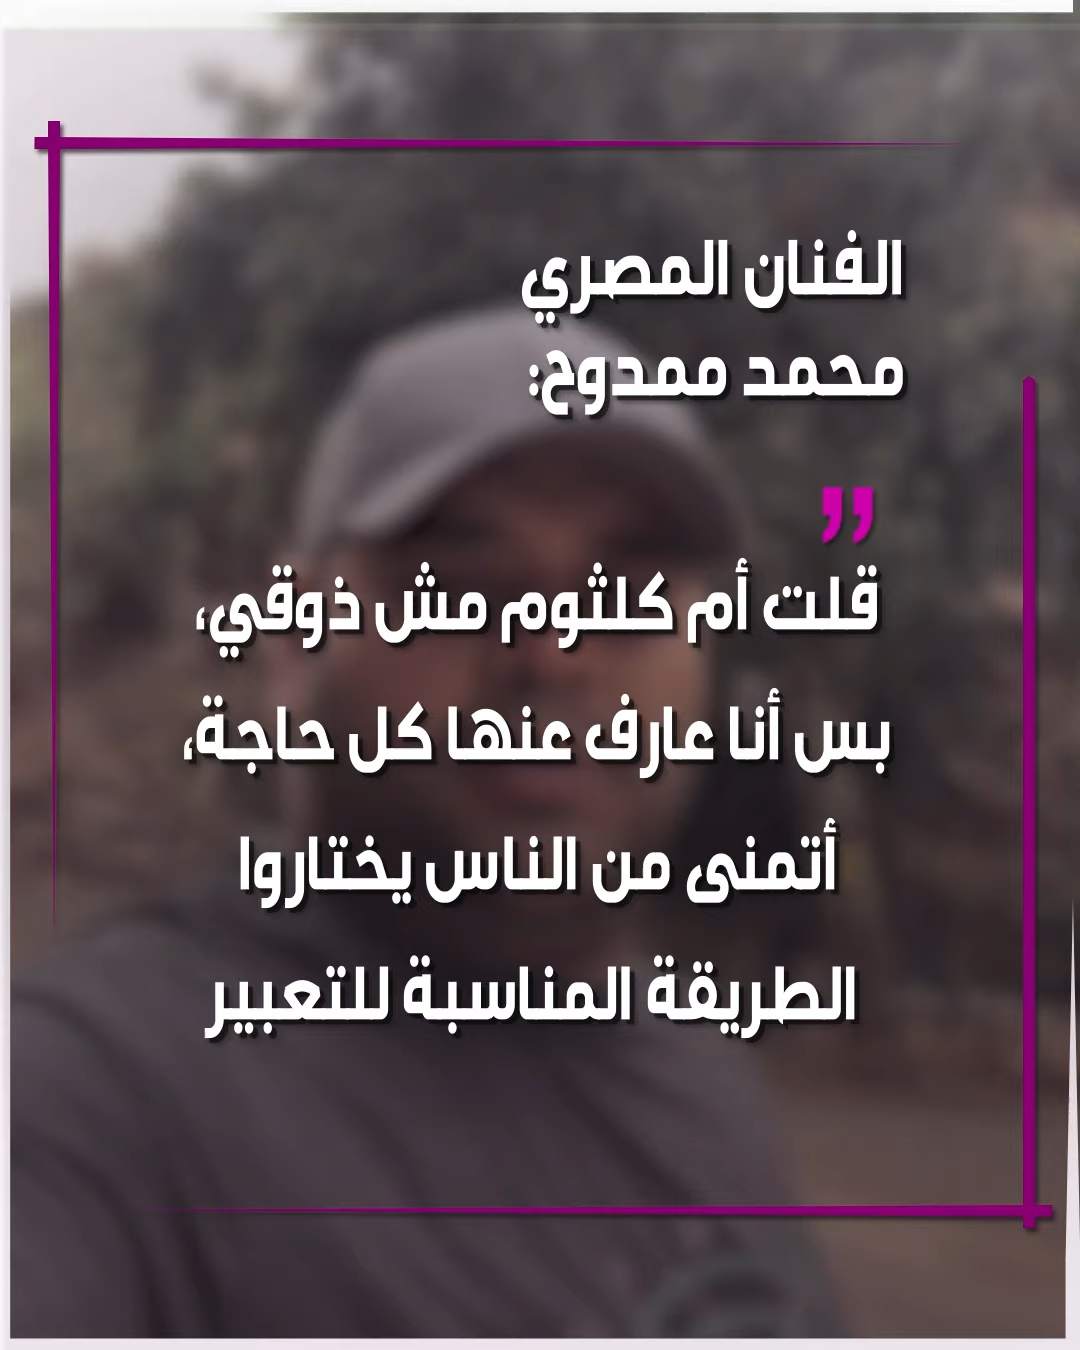 الفنان المصري
محمد ممدوح:
”
قلت أم كلثوم مش ذوقي،
بس أنا عارف عنها كل حاجة،
أتمنى من الناس يختاروا
الطريقة المناسبة للتعبير